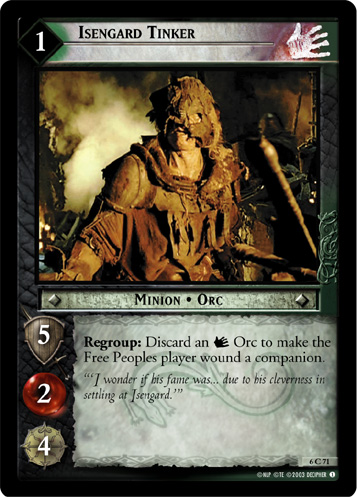 1
Isengard Tinker
Minion • Orc
5
Regroup: Discard an Orc to make the
Free Peoples player wound a companion.
2
“‘I wonder if his fame was... due to his cleverness in
settling at Isengard.’”
4
6 C 71
©NLP ©TE ©2003 DECIPHER 1